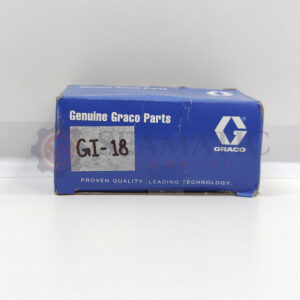 Genuine Graco Parts
GI-18
GRACO
PROVEN QUALITY. LEADING TECHNOLOGY.